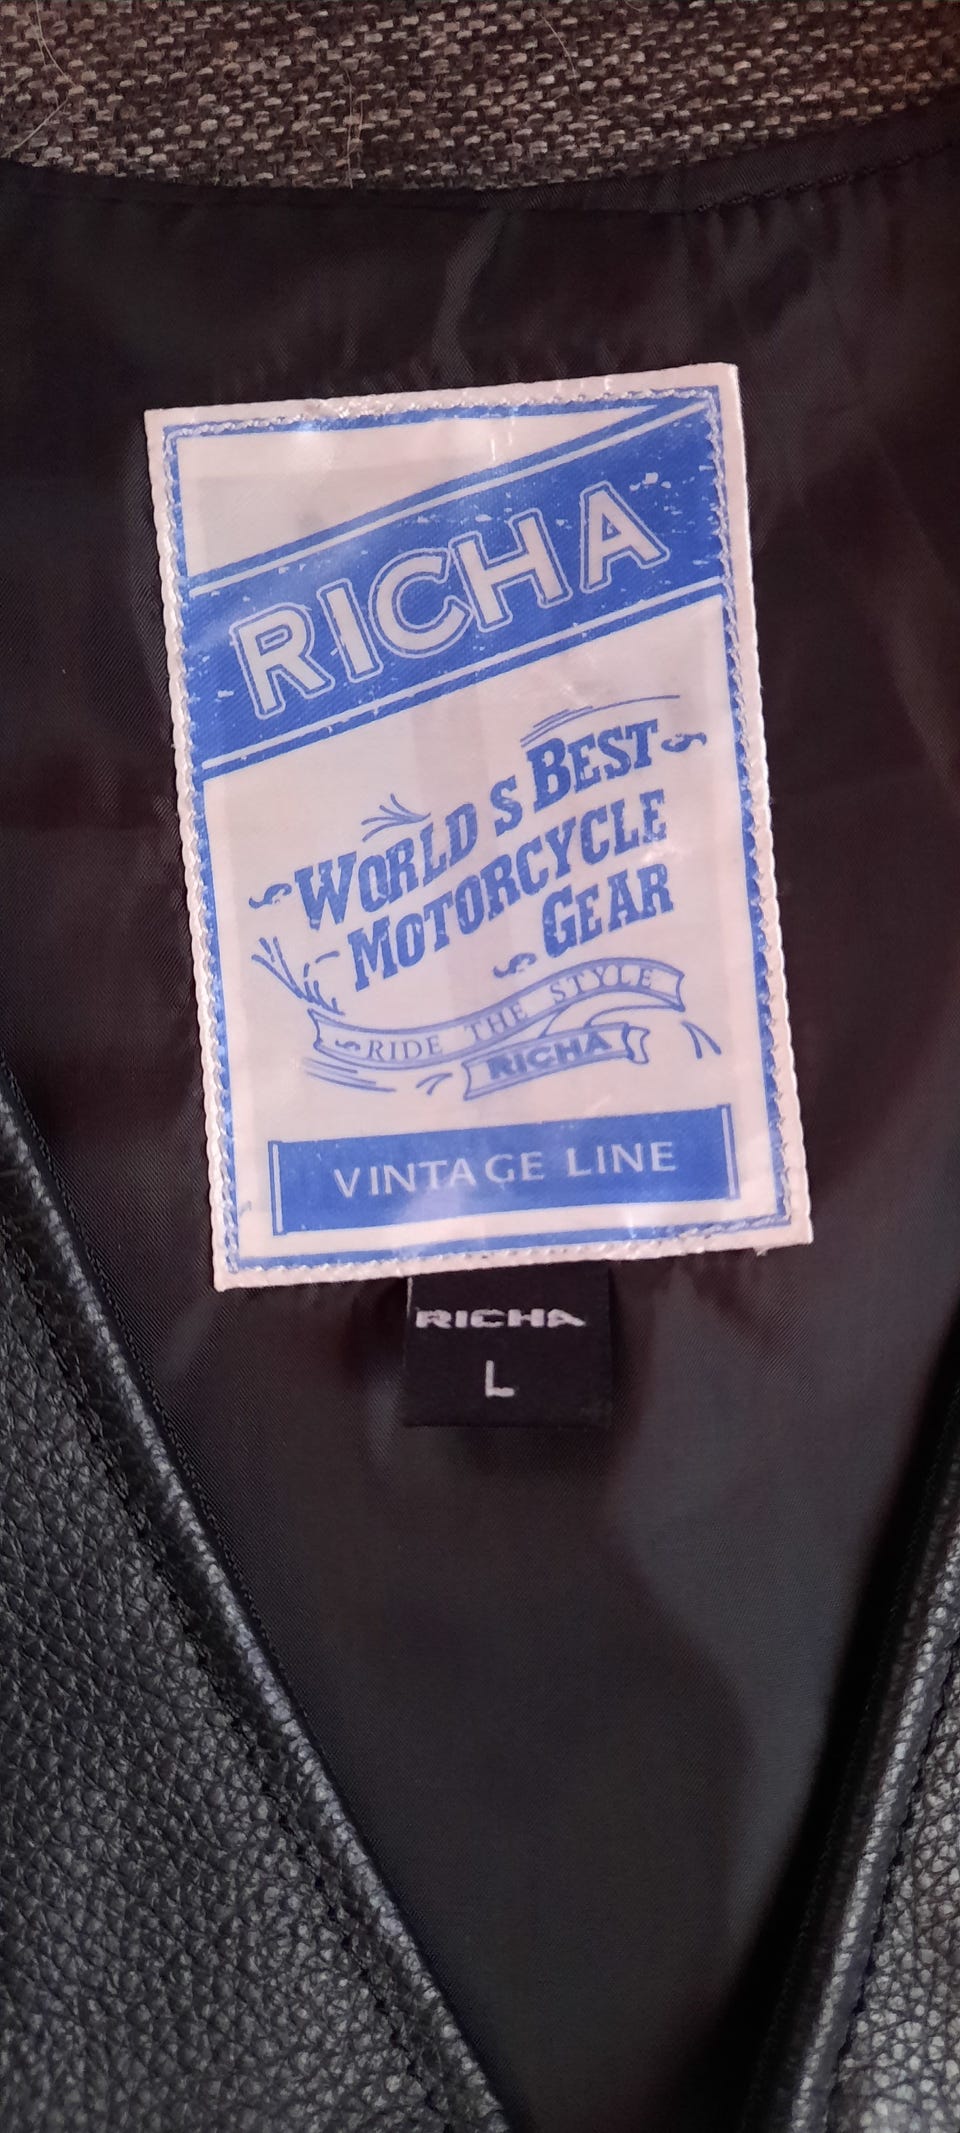 RICHA
WORLD S BEST
MOTORCYCLE
GEAR
RIDE THE STYLE
RICHA
VINTAGE LINE
RICHA
L